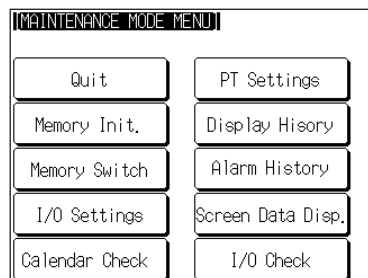 [MAINTENANCE MODE MENU]
Quit
PT Settings
Memory Init.
Display Hisory
Memory Switch
Alarm History
I/O Settings
Screen Data Disp.
Calendar Check
I/O Check